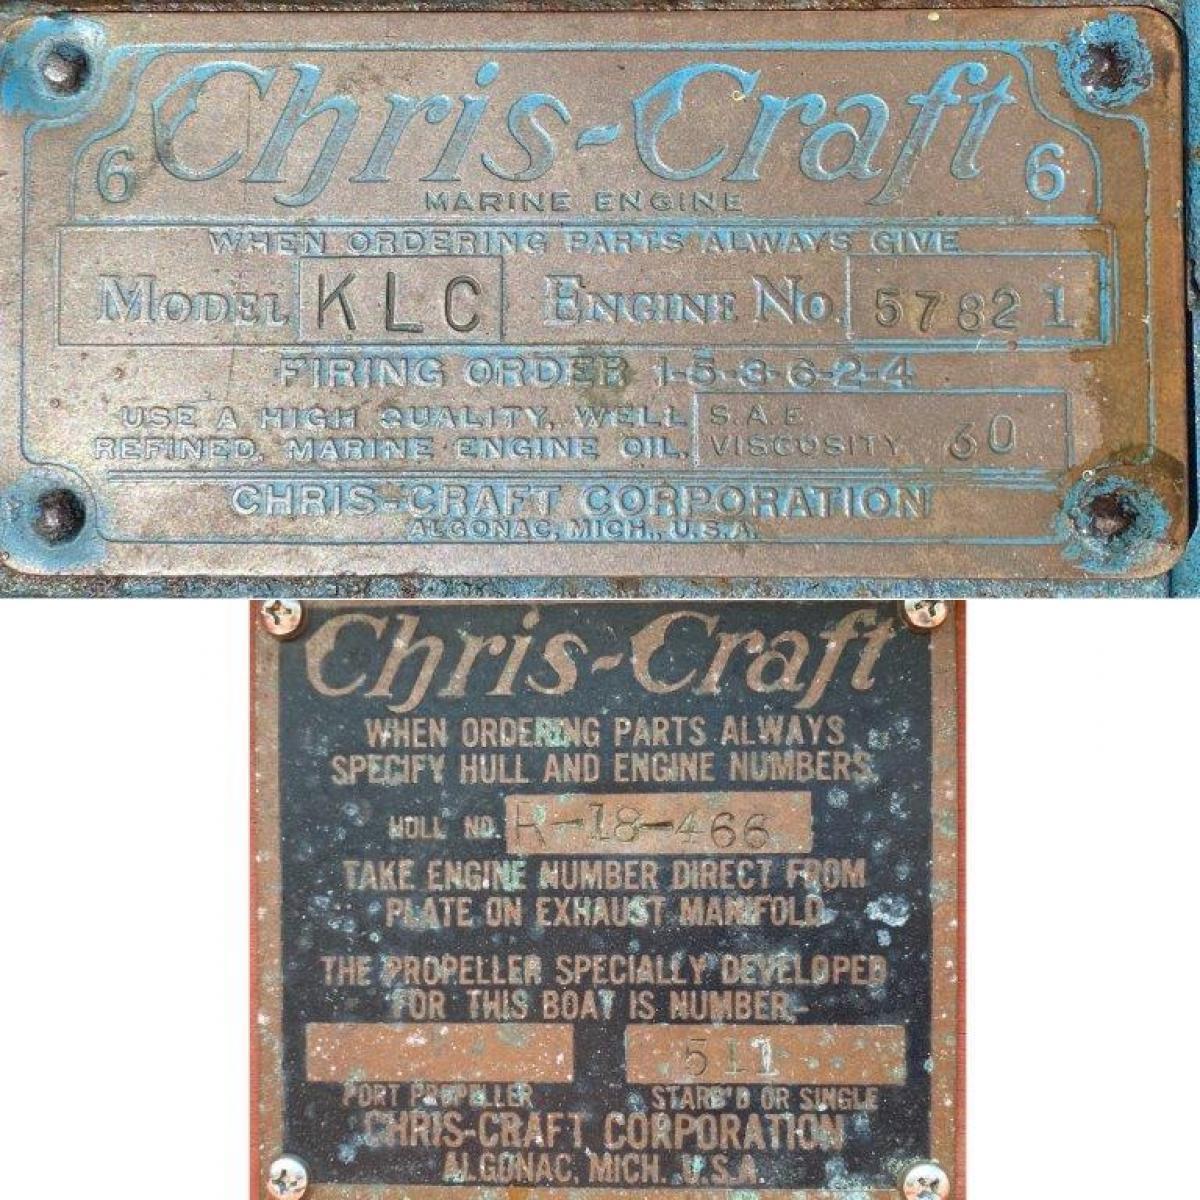 Chris-Craft
6 6
MARINE ENGINE
WHEN ORDERING PARTS ALWAYS GIVE
MODEL KLC ENGINE NO. 57821
FIRING ORDER 1-5-3-6-2-4
USE A HIGH QUALITY, WELL S.A.E.
REFINED, MARINE ENGINE OIL. VISCOSITY 30
CHRIS-CRAFT CORPORATION
ALGONAC, MICH., U.S.A.
Chris-Craft
WHEN ORDERING PARTS ALWAYS
SPECIFY HULL AND ENGINE NUMBERS
HULL NO. R-18-466
TAKE ENGINE NUMBER DIRECT FROM
PLATE ON EXHAUST MANIFOLD.
THE PROPELLER SPECIALLY DEVELOPED
FOR THIS BOAT IS NUMBER-
511
PORT PROPELLER STARB'D OR SINGLE
CHRIS-CRAFT CORPORATION
ALGONAC, MICH. U.S.A.